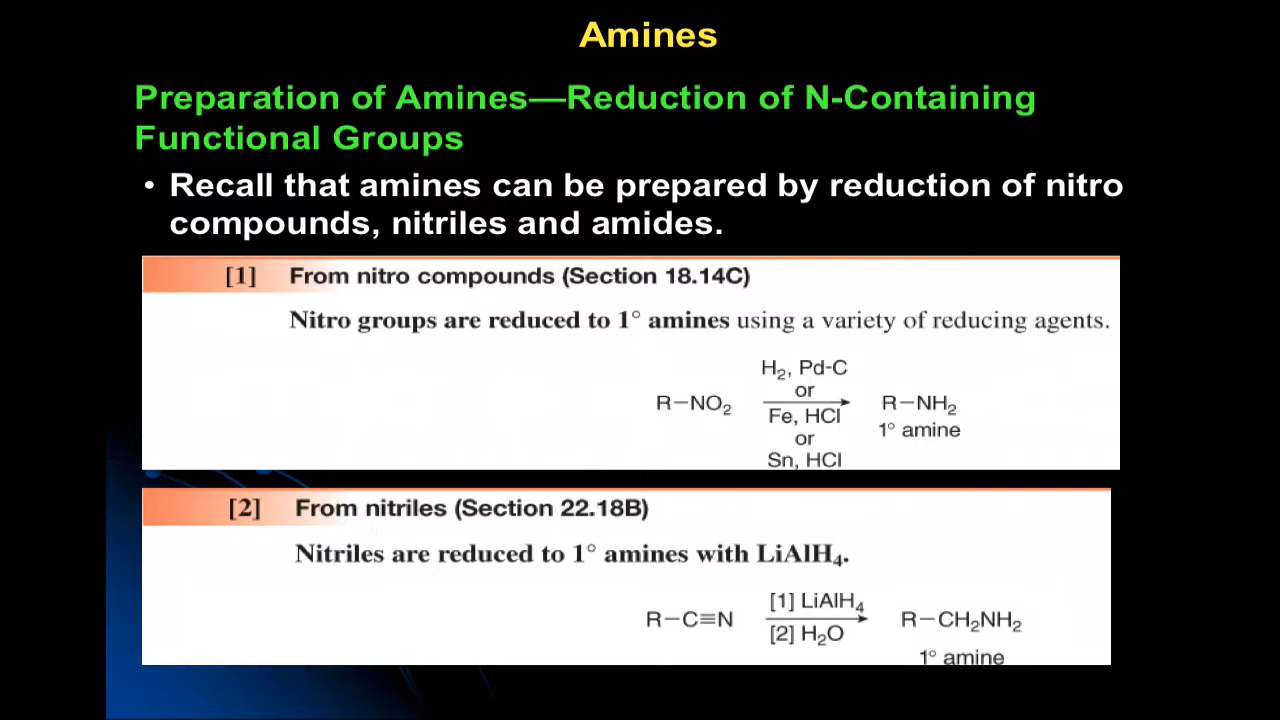 Amines
Preparation of Amines—Reduction of N-Containing
Functional Groups
• Recall that amines can be prepared by reduction of nitro
compounds, nitriles and amides.
[1] From nitro compounds (Section 18.14C)
Nitro groups are reduced to 1° amines using a variety of reducing agents.
H₂, Pd-C
or
R−NO₂ → R−NH₂
Fe, HCl
1° amine
or
Sn, HCl
[2] From nitriles (Section 22.18B)
Nitriles are reduced to 1° amines with LiAlH₄.
[1] LiAlH₄
R−C≡N → R−CH₂NH₂
[2] H₂O
1° amine